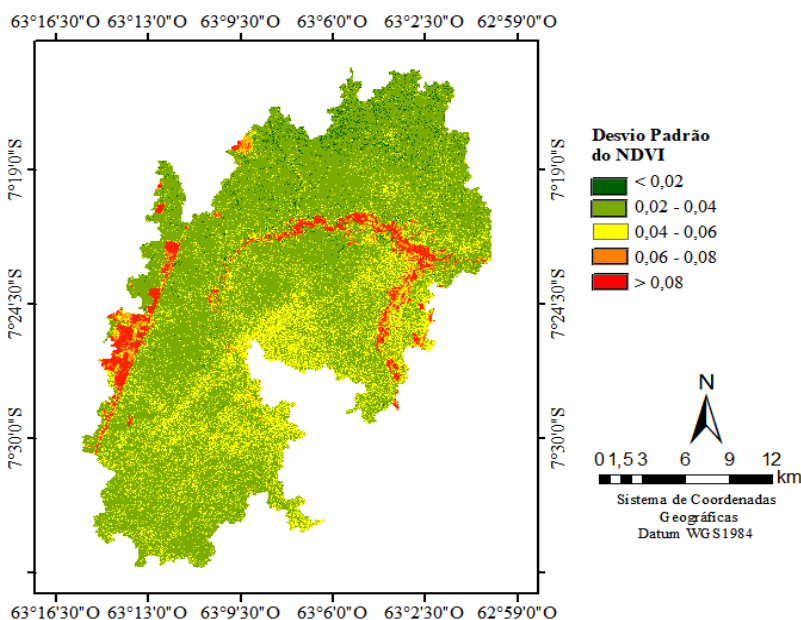 63°16'30"O 63°13'0"O 63°9'30"O 63°6'0"O 63°2'30"O 62°59'0"O
7°19'0"S
7°24'30"S
7°30'0"S
7°19'0"S
7°24'30"S
7°30'0"S
63°16'30"O 63°13'0"O 63°9'30"O 63°6'0"O 63°2'30"O 62°59'0"O
Desvio Padrão
do NDVI
< 0,02
0,02 - 0,04
0,04 - 0,06
0,06 - 0,08
> 0,08
N
0 1,5 3 6 9 12
km
Sistema de Coordenadas
Geográficas
Datum WGS1984